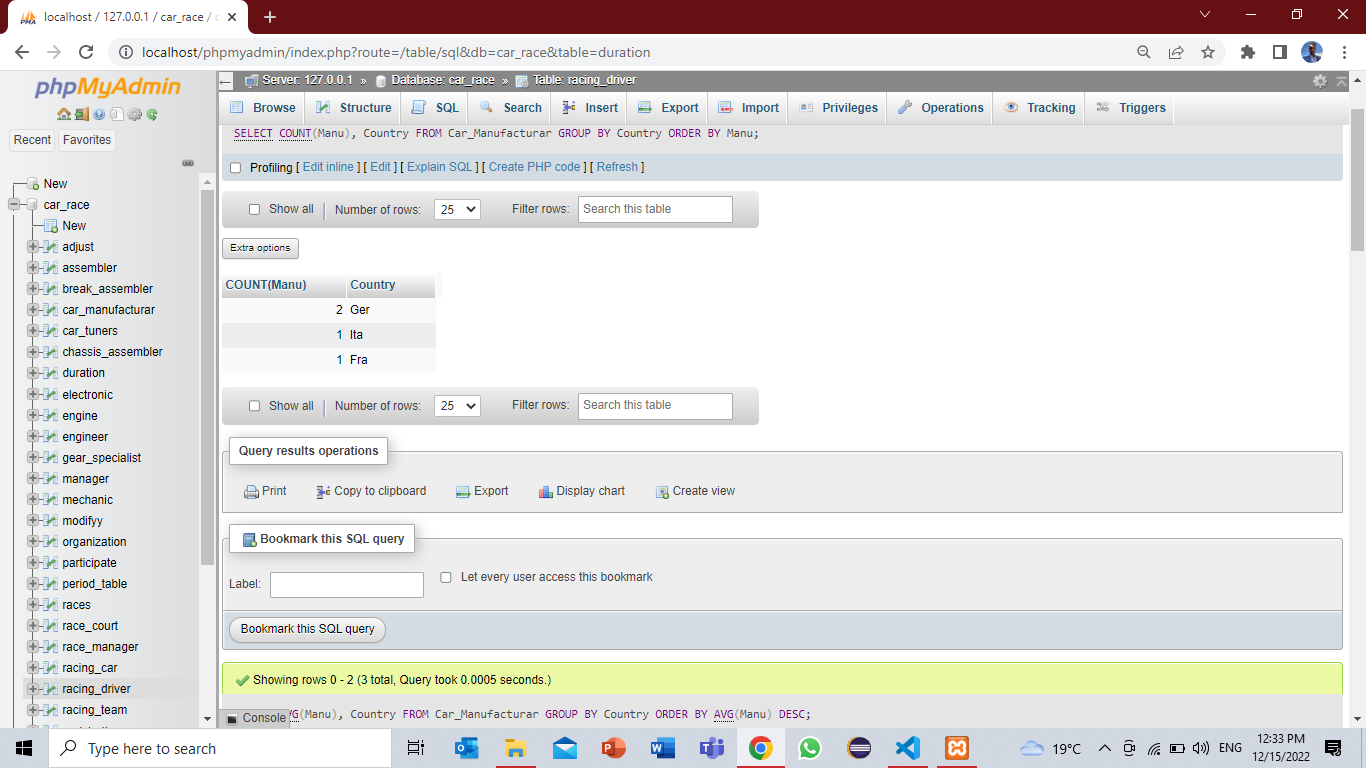 localhost / 127.0.0.1 / car_race /
localhost/phpmyadmin/index.php?route=/table/sql&db=car_race&table=duration
phpMyAdmin
Recent Favorites
New
car_race
New
adjust
assembler
break_assembler
car_manufacturar
car_tuners
chassis_assembler
duration
electronic
engine
engineer
gear_specialist
manager
mechanic
modifyy
organization
participate
period_table
races
race_court
race_manager
racing_car
racing_driver
racing_team
Server: 127.0.0.1 » Database: car_race » Table: racing_driver
Browse Structure SQL Search Insert Export Import Privileges Operations Tracking Triggers
SELECT COUNT(Manu), Country FROM Car_Manufacturar GROUP BY Country ORDER BY Manu;
Profiling [ Edit inline ] [ Edit ] [ Explain SQL ] [ Create PHP code ] [ Refresh ]
Show all | Number of rows: 25 Filter rows: Search this table
Extra options
COUNT(Manu) Country
2 Ger
1 Ita
1 Fra
Show all | Number of rows: 25 Filter rows: Search this table
Query results operations
Print Copy to clipboard Export Display chart Create view
Bookmark this SQL query
Label: Let every user access this bookmark
Bookmark this SQL query
Showing rows 0 - 2 (3 total, Query took 0.0005 seconds.)
Console VG(Manu), Country FROM Car_Manufacturar GROUP BY Country ORDER BY AVG(Manu) DESC;
Type here to search
19°C
ENG
12:33 PM
12/15/2022